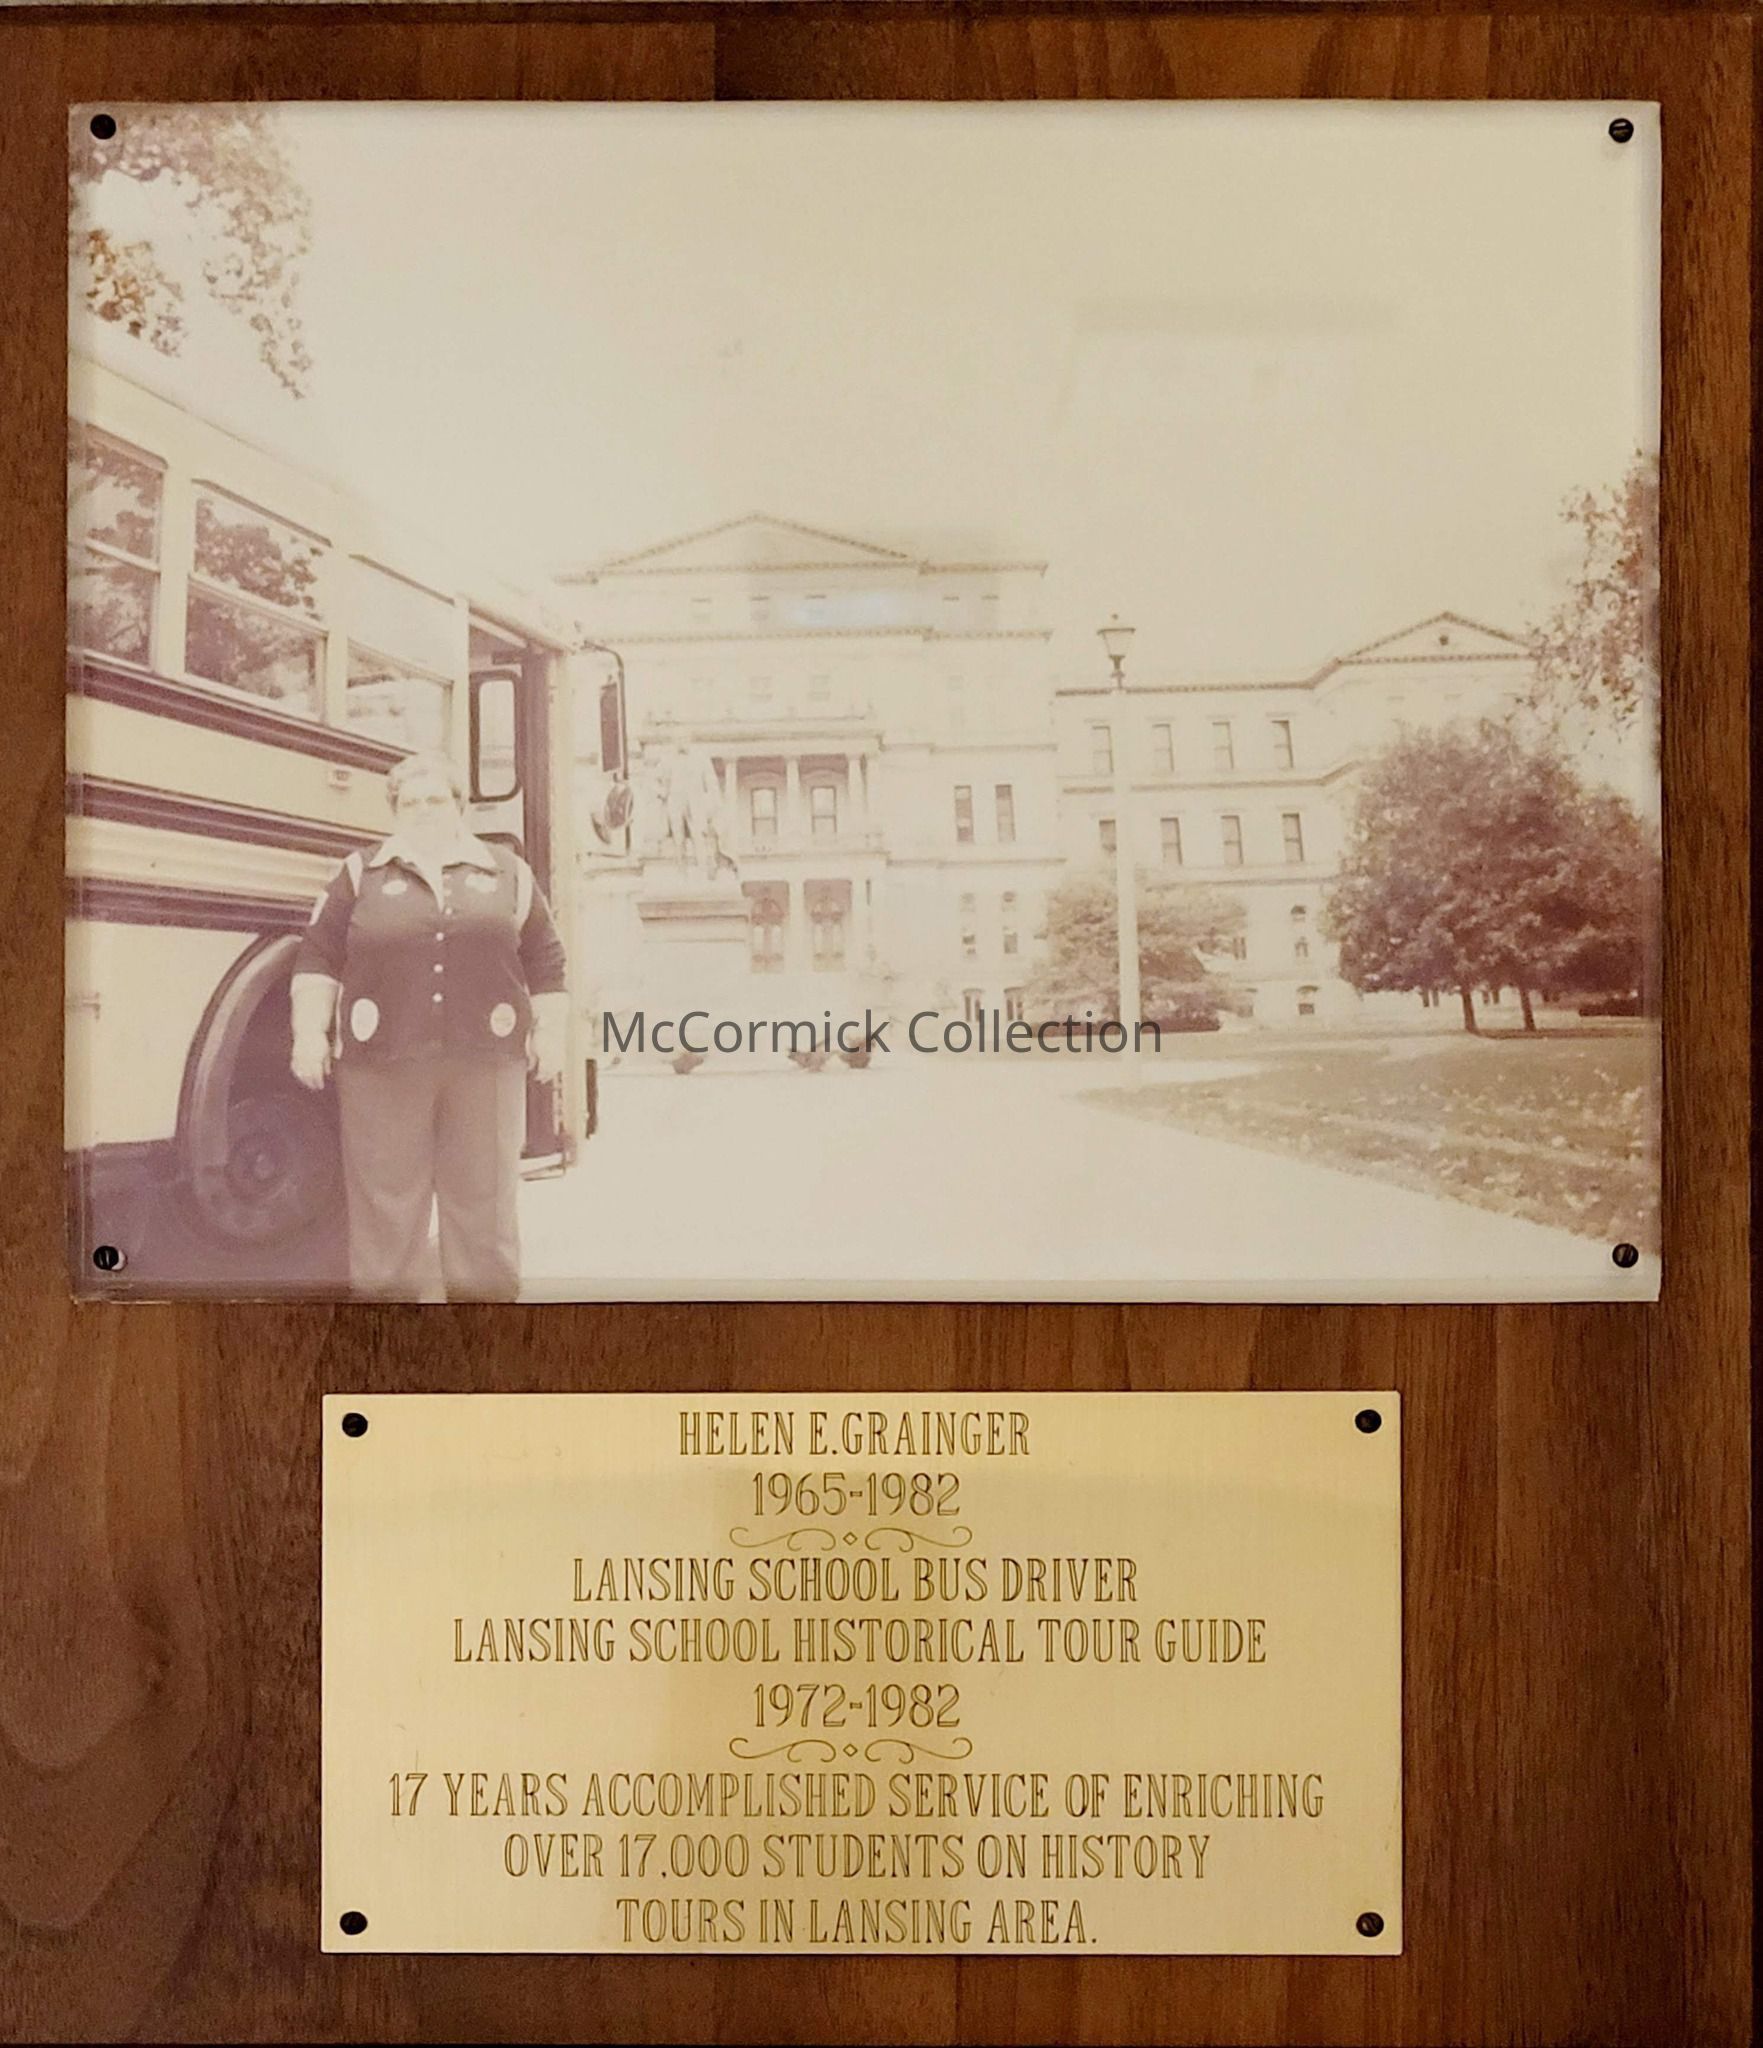 McCormick Collection
HELEN E.GRAINGER
1965-1982
LANSING SCHOOL BUS DRIVER
LANSING SCHOOL HISTORICAL TOUR GUIDE
1972-1982
17 YEARS ACCOMPLISHED SERVICE OF ENRICHING
OVER 17,000 STUDENTS ON HISTORY
TOURS IN LANSING AREA.